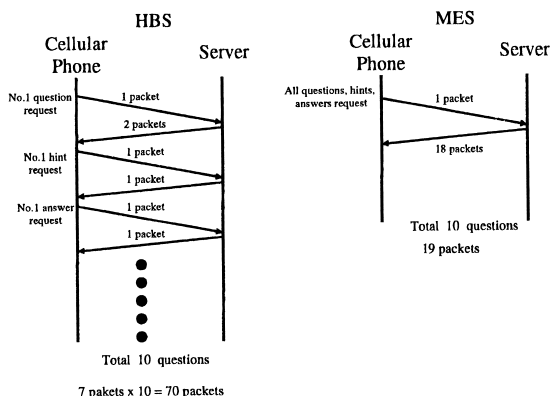 HBS
Cellular
Phone
Server
No.1 question
request
1 packet
2 packets
No.1 hint
request
1 packet
1 packet
No.1 answer
request
1 packet
1 packet
Total 10 questions
7 pakets x 10 = 70 packets
MES
Cellular
Phone
Server
All questions, hints,
answers request
1 packet
18 packets
Total 10 questions
19 packets